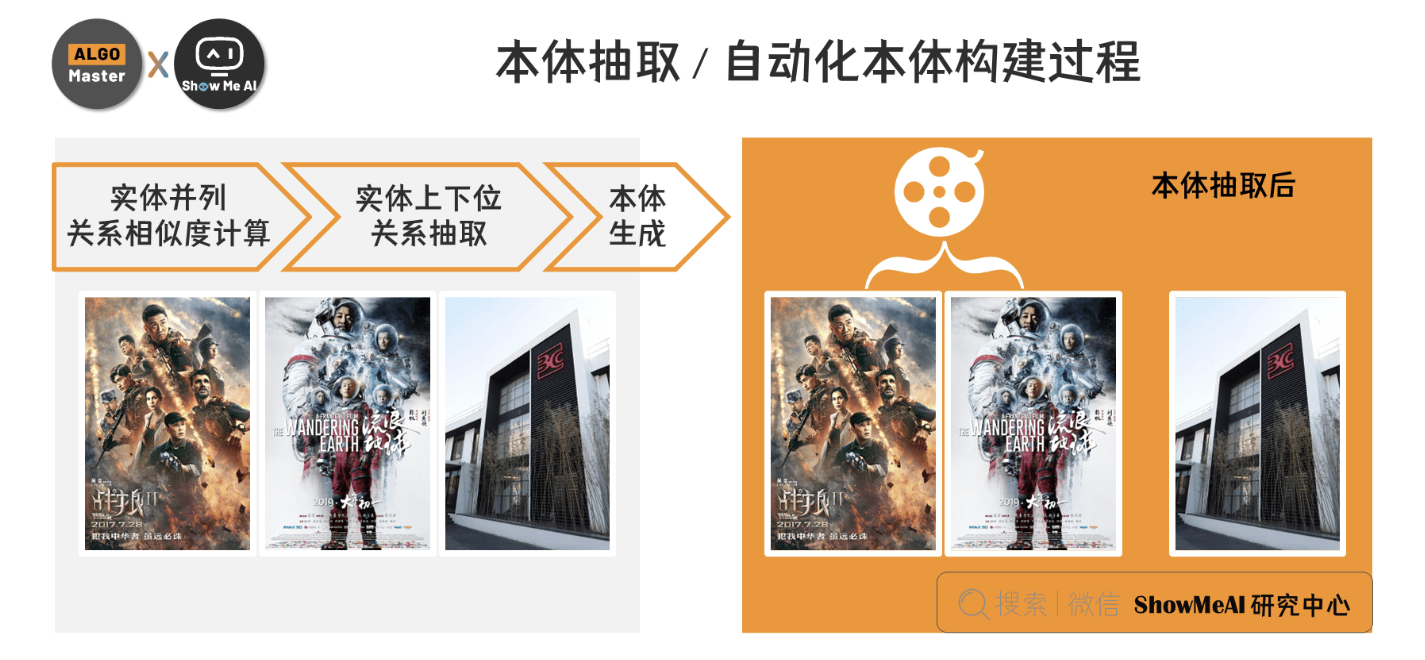 ALGO
Master
X
AI
Show Me AI
本体抽取 / 自动化本体构建过程
实体并列
关系相似度计算
实体上下位
关系抽取
本体
生成
战狼II
2017.7.28
犯我中华者 虽远必诛
THE WANDERING
EARTH
流浪
地球
2019·大年初一
本体抽取后
战狼II
2017.7.28
犯我中华者 虽远必诛
THE WANDERING
EARTH
流浪
地球
2019·大年初一
搜索 | 微信 ShowMeAI 研究中心